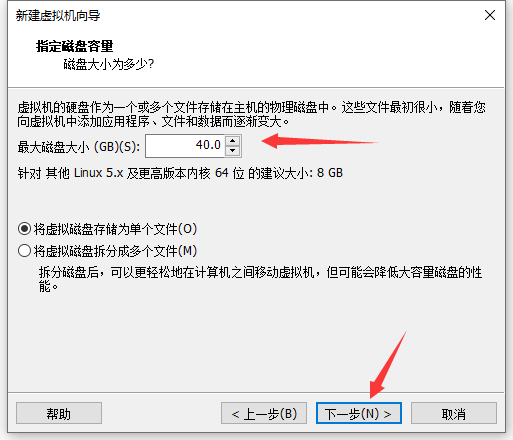 新建虚拟机向导
指定磁盘容量
磁盘大小为多少?
虚拟机的硬盘作为一个或多个文件存储在主机的物理磁盘中。这些文件最初很小，随着您
向虚拟机中添加应用程序、文件和数据而逐渐变大。
最大磁盘大小 (GB)(S): 40.0
针对 其他 Linux 5.x 及更高版本内核 64 位 的建议大小: 8 GB
将虚拟磁盘存储为单个文件(O)
将虚拟磁盘拆分成多个文件(M)
拆分磁盘后，可以更轻松地在计算机之间移动虚拟机，但可能会降低大容量磁盘的性
能。
帮助 < 上一步(B) 下一步(N) > 取消